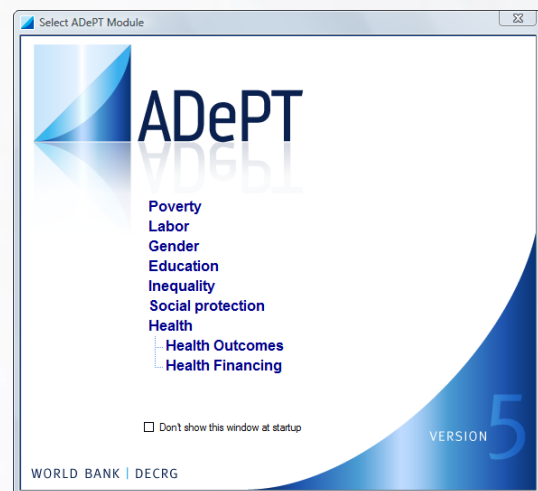 Select ADePT Module
ADePT
Poverty
Labor
Gender
Education
Inequality
Social protection
Health
Health Outcomes
Health Financing
Don't show this window at startup
VERSION 5
WORLD BANK | DECRG